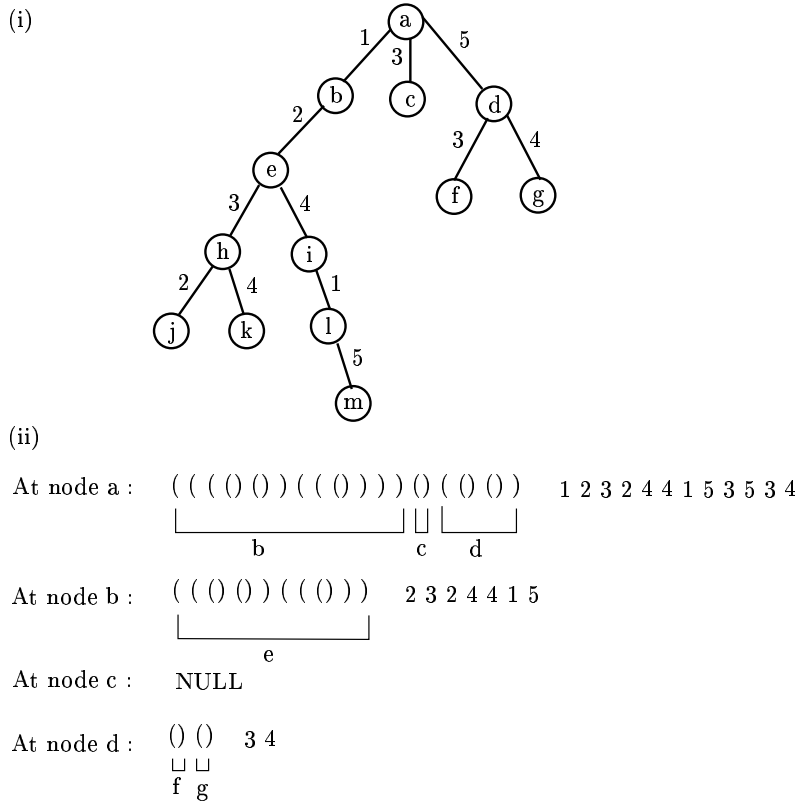 (i)
a
1 3 5
b c d
2 3 4
e f g
3 4
h i
2 4 1
j k l
5
m
(ii)
At node a : ( ( ( () () ) ( ( () ) ) ) () ( () () ) 1 2 3 2 4 4 1 5 3 5 3 4
b c d
At node b : ( ( () () ) ( ( () ) ) 2 3 2 4 4 1 5
e
At node c : NULL
At node d : () () 3 4
f g